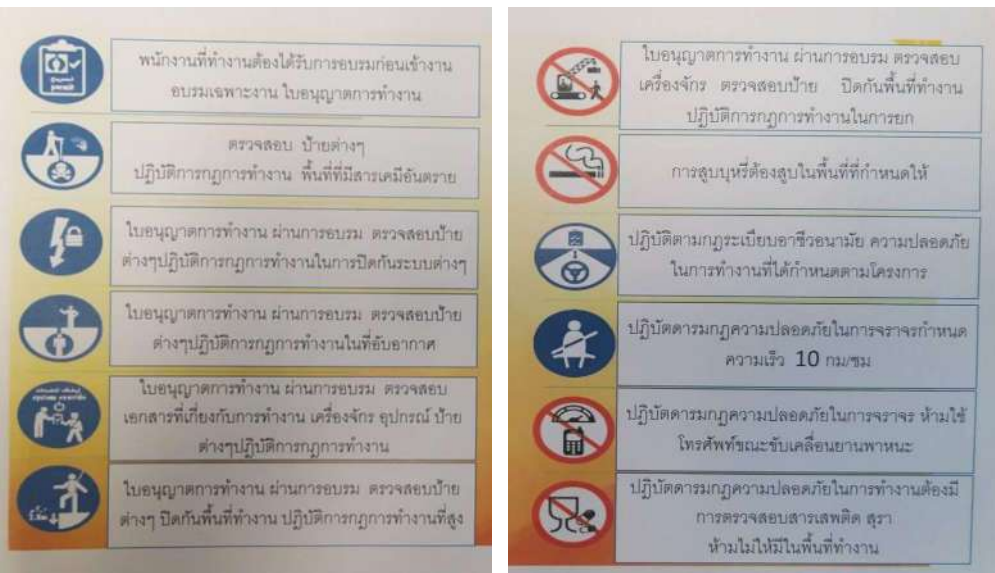 permit
พนักงานที่ทำงานต้องได้รับการอบรมก่อนเข้างาน
อบรมเฉพาะงาน ใบอนุญาตการทำงาน
ตรวจสอบ ป้ายต่างๆ
ปฏิบัติการกฎการทำงาน พื้นที่ที่มีสารเคมีอันตราย
ใบอนุญาตการทำงาน ผ่านการอบรม ตรวจสอบป้าย
ต่างๆปฏิบัติการกฎการทำงานในการปิดกันระบบต่างๆ
ใบอนุญาตการทำงาน ผ่านการอบรม ตรวจสอบป้าย
ต่างๆปฏิบัติการกฎการทำงานในที่อับอากาศ
ใบอนุญาตการทำงาน ผ่านการอบรม ตรวจสอบ
เอกสารที่เกี่ยงกับการทำงาน เครื่องจักร อุปกรณ์ ป้าย
ต่างๆปฏิบัติการกฎการทำงาน
ใบอนุญาตการทำงาน ผ่านการอบรม ตรวจสอบป้าย
ต่างๆ ปิดกันพื้นที่ทำงาน ปฏิบัติการกฎการทำงานที่สูง
ใบอนุญาตการทำงาน ผ่านการอบรม ตรวจสอบ
เครื่องจักร ตรวจสอบป้าย ปิดกันพื้นที่ทำงาน
ปฏิบัติการกฎการทำงานในการยก
การสูบบุหรี่ต้องสูบในพื้นที่ที่กำหนดให้
ปฏิบัติตามกฎระเบียบอาชีวอนามัย ความปลอดภัย
ในการทำงานที่ได้กำหนดตามโครงการ
ปฏิบัตดารมกฎความปลอดภัยในการจราจรกำหนด
ความเร็ว 10 กม/ชม
ปฏิบัตดารมกฎความปลอดภัยในการจราจร ห้ามใช้
โทรศัพท์ขณะขับเคลื่อนยานพาหนะ
ปฏิบัตดารมกฎความปลอดภัยในการทำงานต้องมี
การตรวจสอบสารเสพติด สุรา
ห้ามไม่ให้มีในพื้นที่ทำงาน